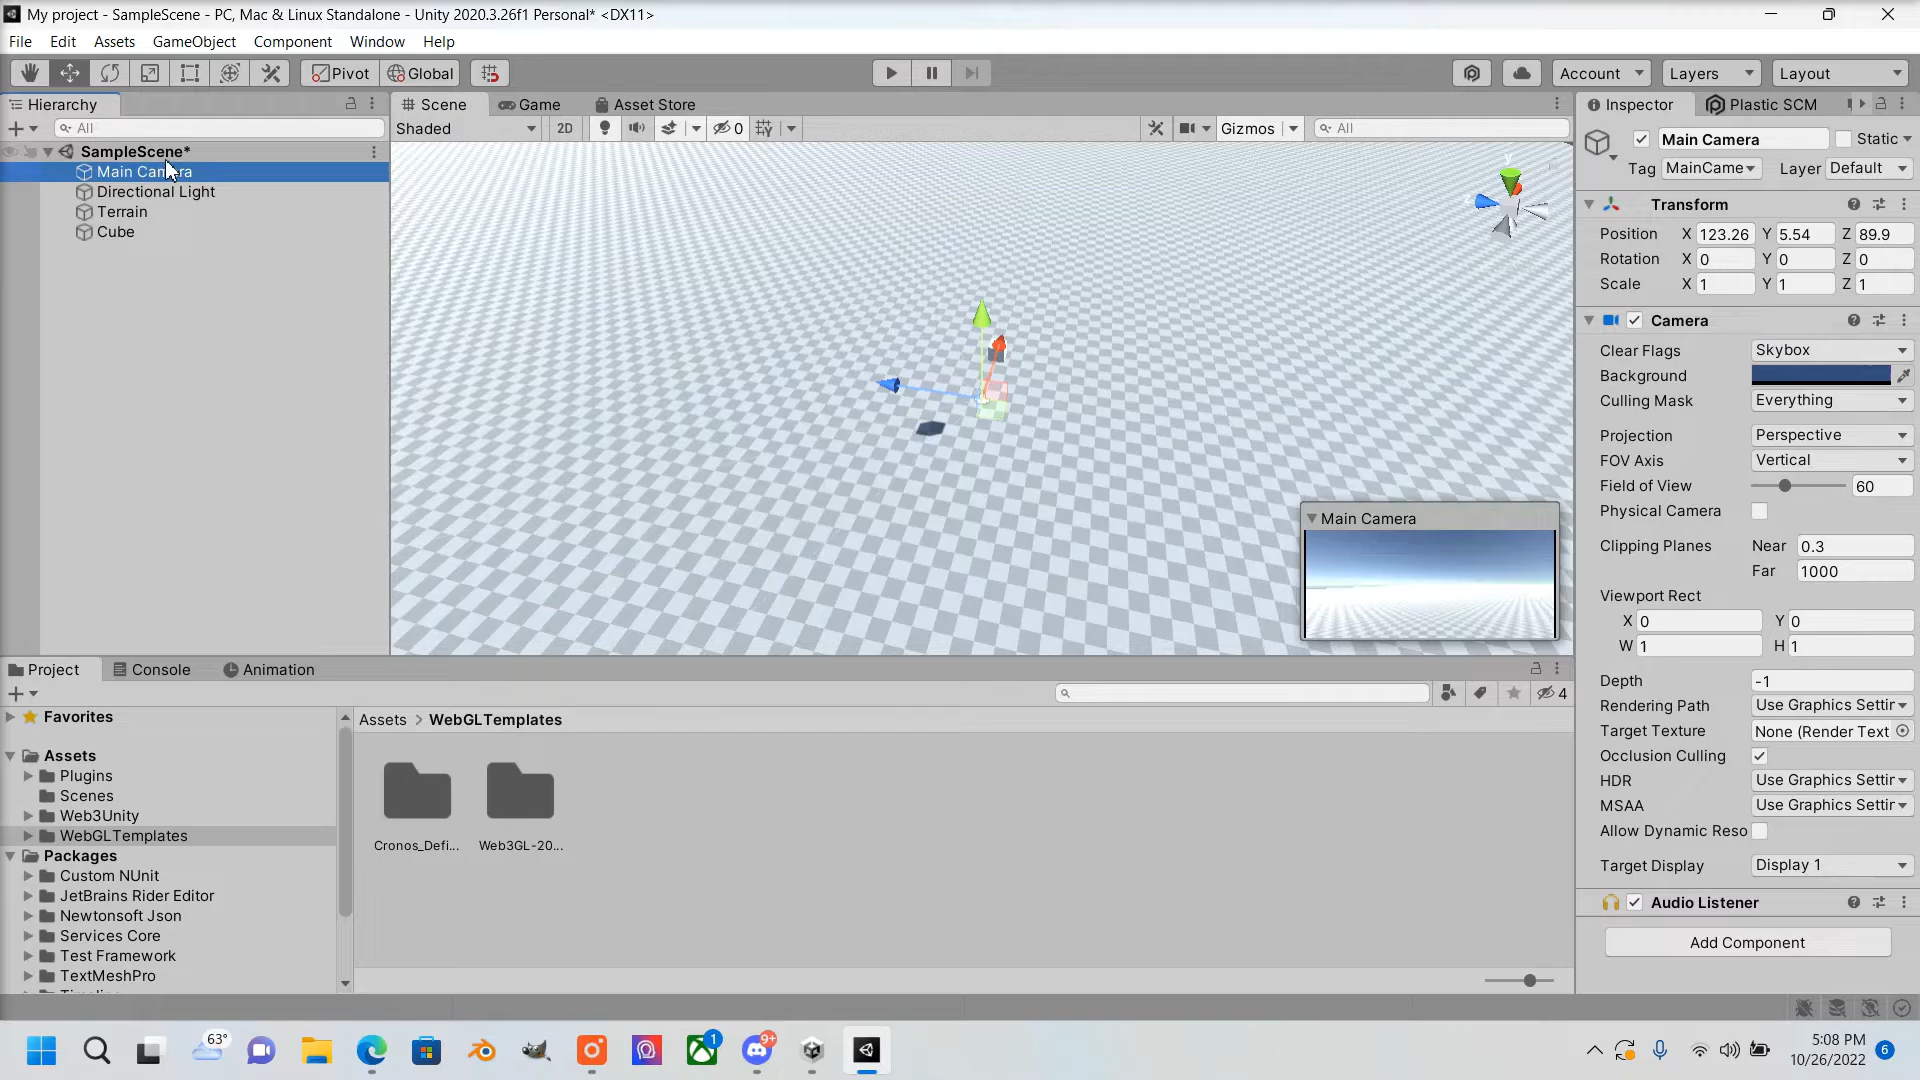 My project - SampleScene - PC, Mac & Linux Standalone - Unity 2020.3.26f1 Personal* <DX11>
File Edit Assets GameObject Component Window Help
Pivot Global Account Layers Layout
Hierarchy
All
SampleScene*
Main Camera
Directional Light
Terrain
Cube
Scene Game Asset Store
Shaded 2D 0 Gizmos All
y
Main Camera
Inspector Plastic SCM
Main Camera Static
Tag MainCame Layer Default
Transform
Position X 123.26 Y 5.54 Z 89.9
Rotation X 0 Y 0 Z 0
Scale X 1 Y 1 Z 1
Camera
Clear Flags Skybox
Background
Culling Mask Everything
Projection Perspective
FOV Axis Vertical
Field of View 60
Physical Camera
Clipping Planes Near 0.3
Far 1000
Viewport Rect
X 0 Y 0
W 1 H 1
Depth -1
Rendering Path Use Graphics Settir
Target Texture None (Render Text
Occlusion Culling
HDR Use Graphics Settir
MSAA Use Graphics Settir
Allow Dynamic Reso
Target Display Display 1
Audio Listener
Add Component
Project Console Animation
4
Favorites
Assets
Plugins
Scenes
Web3Unity
WebGLTemplates
Packages
Custom NUnit
JetBrains Rider Editor
Newtonsoft Json
Services Core
Test Framework
TextMeshPro
Assets > WebGLTemplates
Cronos_Defi... Web3GL-20...
63° 1 9+
5:08 PM
10/26/2022 6